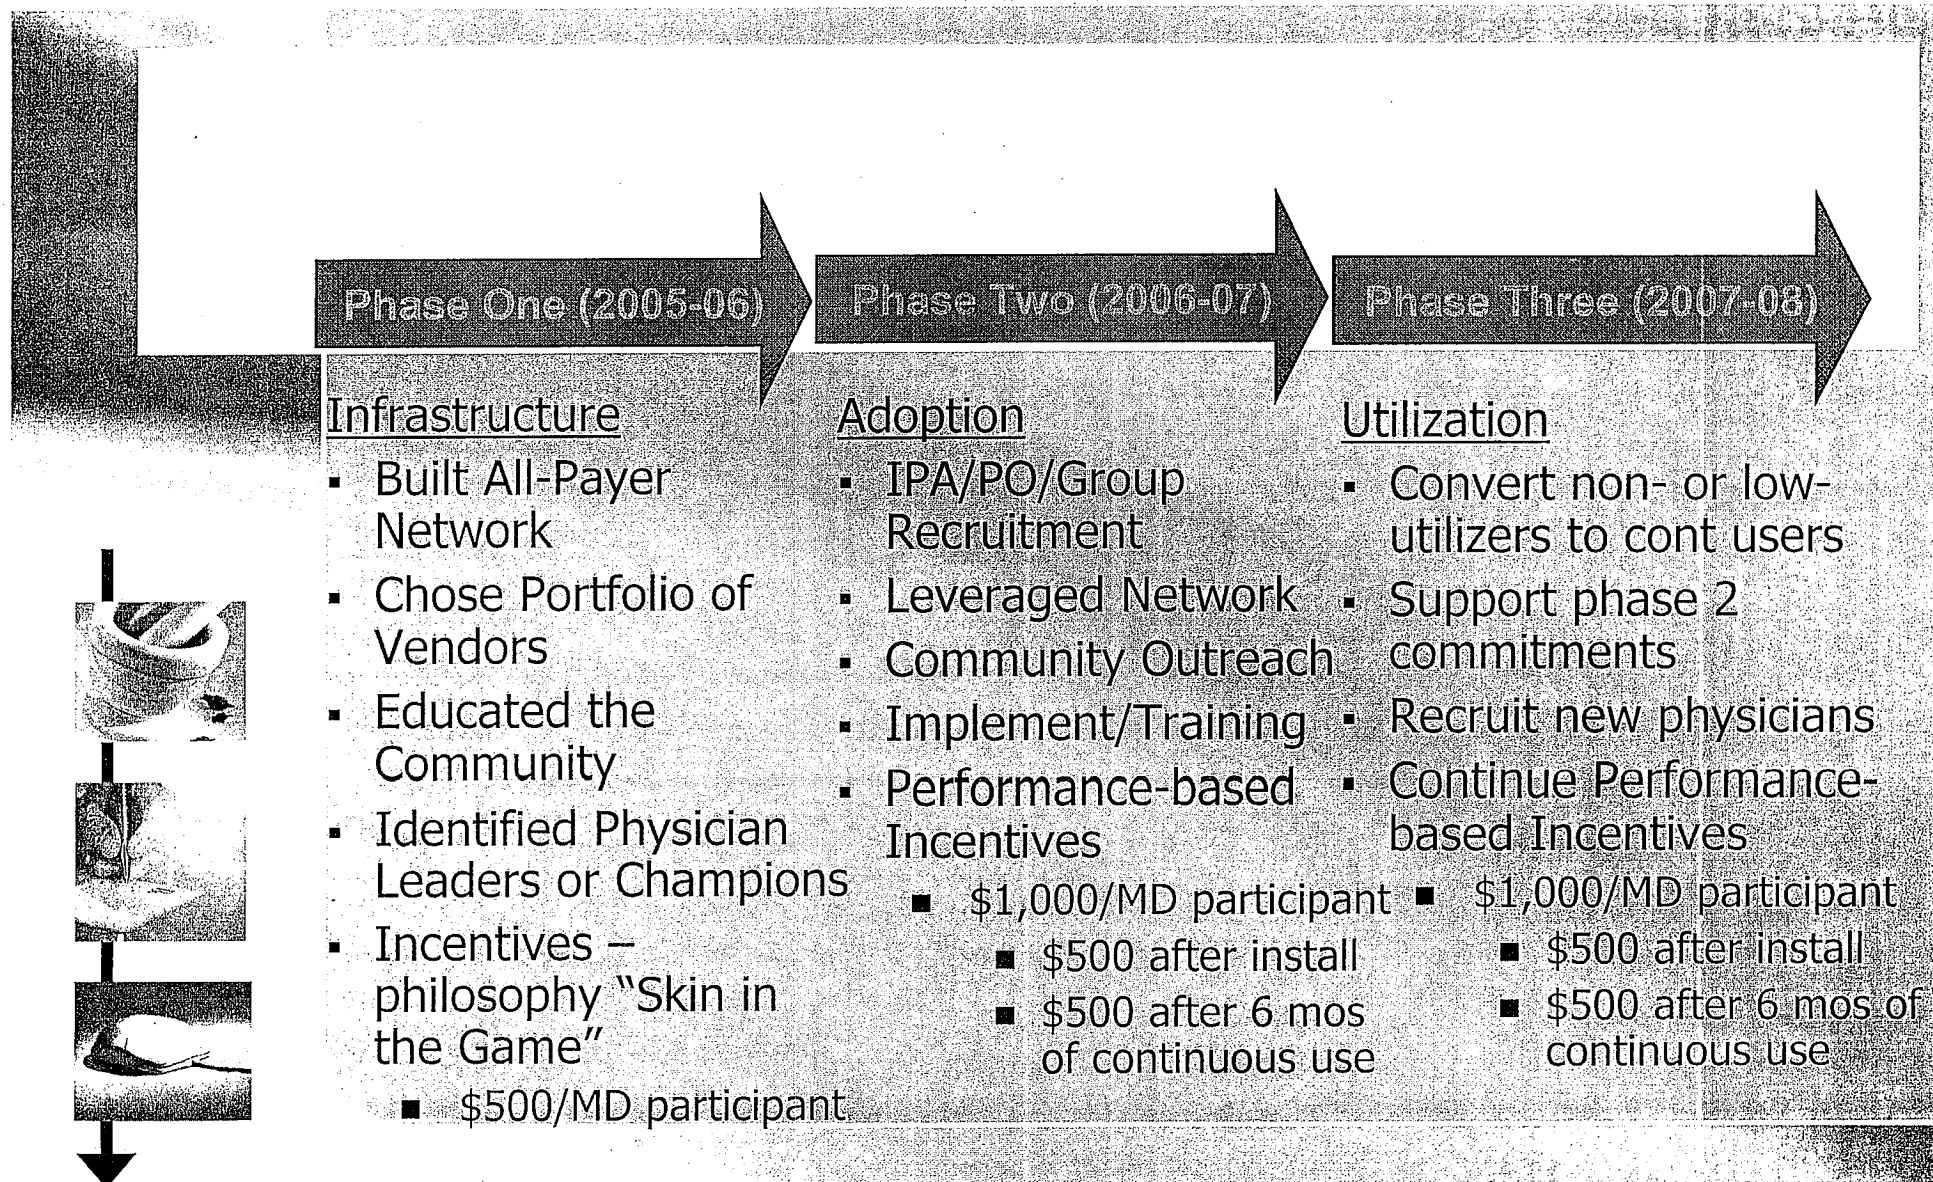 Phase One (2005-06)
Infrastructure
▪ Built All-Payer
Network
▪ Chose Portfolio of
Vendors
▪ Educated the
Community
▪ Identified Physician
Leaders or Champions
▪ Incentives –
philosophy “Skin in
the Game”
■ $500/MD participant
Phase Two (2006-07)
Adoption
▪ IPA/PO/Group
Recruitment
▪ Leveraged Network
▪ Community Outreach
▪ Implement/Training
▪ Performance-based
Incentives
■ $1,000/MD participant
■ $500 after install
■ $500 after 6 mos
of continuous use
Phase Three (2007-08)
Utilization
▪ Convert non- or low-
utilizers to cont users
▪ Support phase 2
commitments
▪ Recruit new physicians
▪ Continue Performance-
based Incentives
■ $1,000/MD participant
■ $500 after install
■ $500 after 6 mos of
continuous use